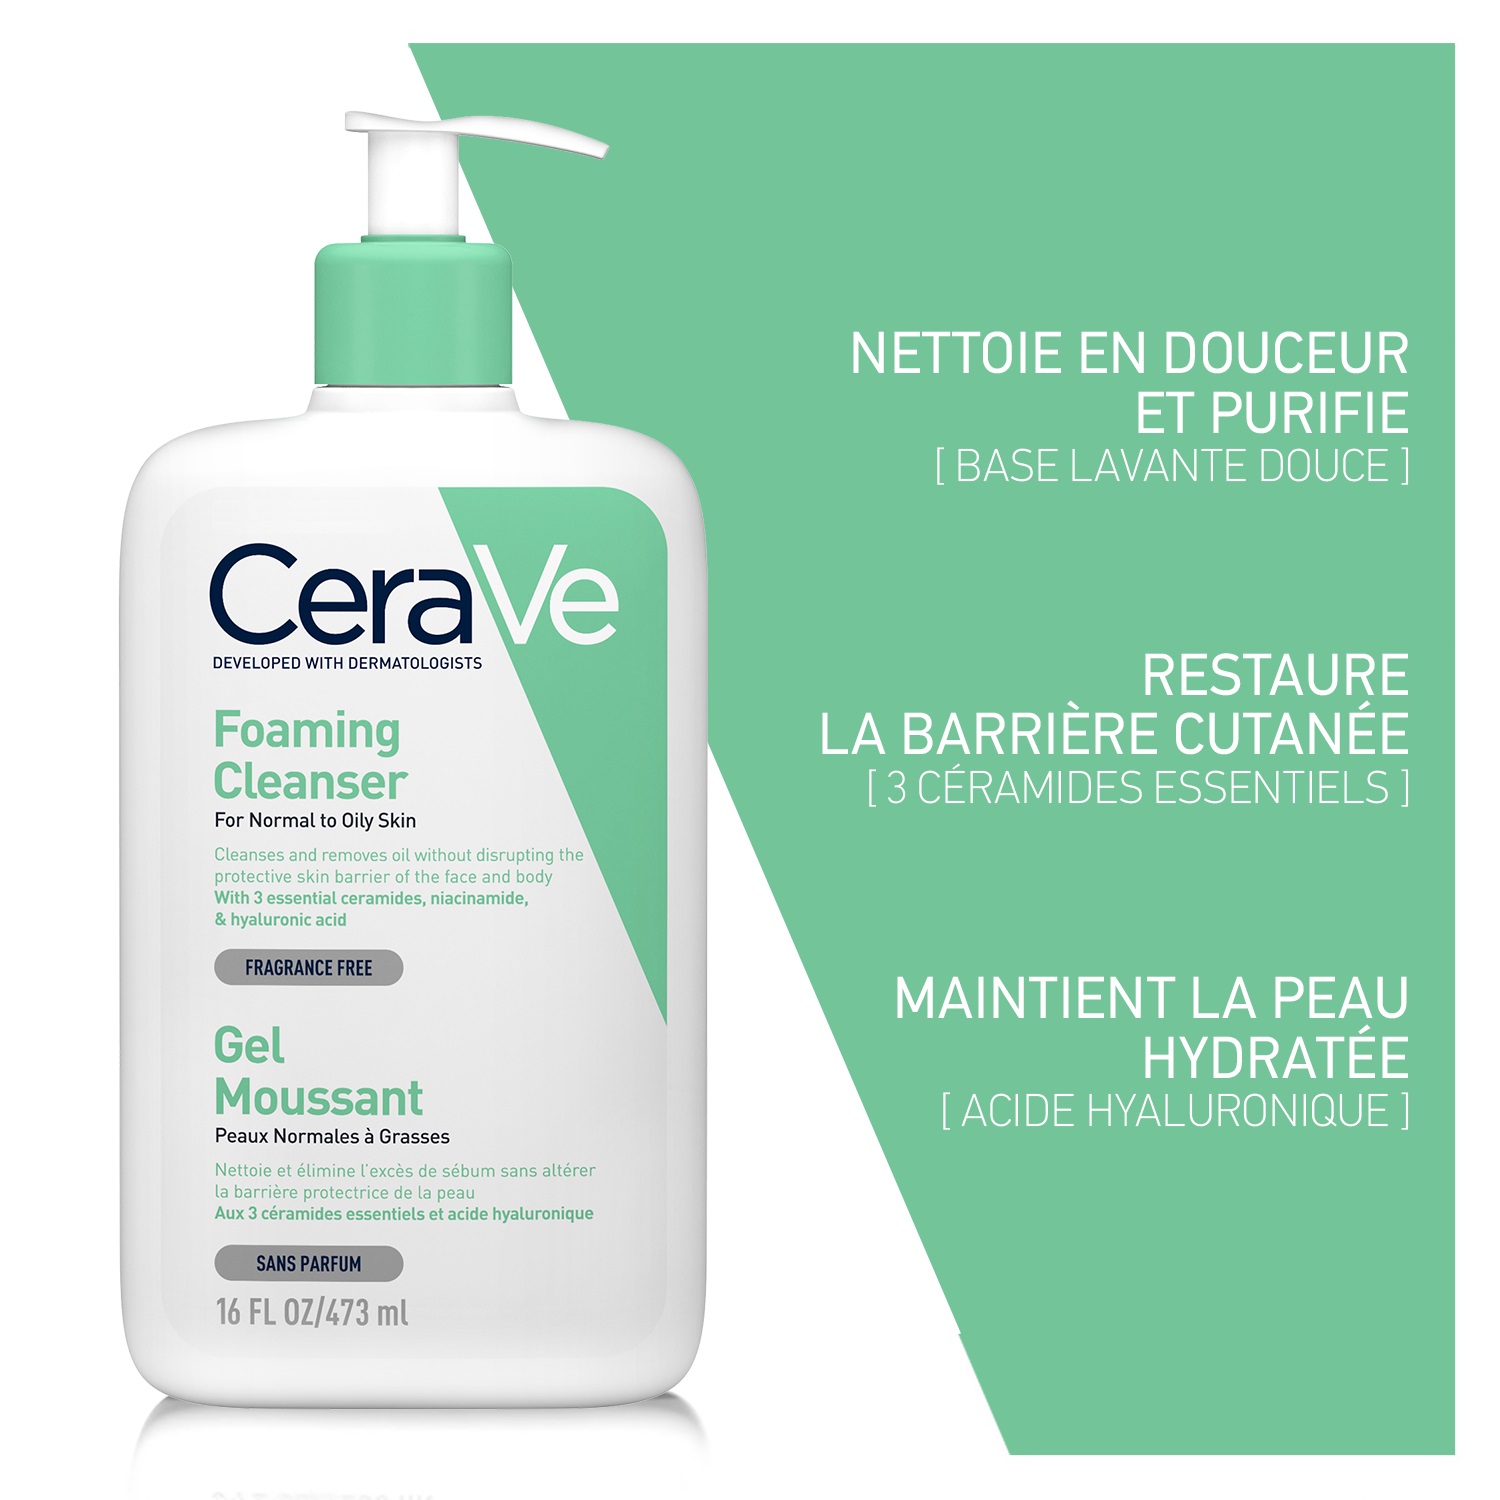 CeraVe
DEVELOPED WITH DERMATOLOGISTS
Foaming
Cleanser
For Normal to Oily Skin
Cleanses and removes oil without disrupting the
protective skin barrier of the face and body
With 3 essential ceramides, niacinamide,
& hyaluronic acid
FRAGRANCE FREE
Gel
Moussant
Peaux Normales à Grasses
Nettoie et élimine l'excès de sébum sans altérer
la barrière protectrice de la peau
Aux 3 céramides essentiels et acide hyaluronique
SANS PARFUM
16 FL OZ/473 ml
NETTOIE EN DOUCEUR
ET PURIFIE
[ BASE LAVANTE DOUCE ]
RESTAURE
LA BARRIÈRE CUTANÉE
[ 3 CÉRAMIDES ESSENTIELS ]
MAINTIENT LA PEAU
HYDRATÉE
[ ACIDE HYALURONIQUE ]